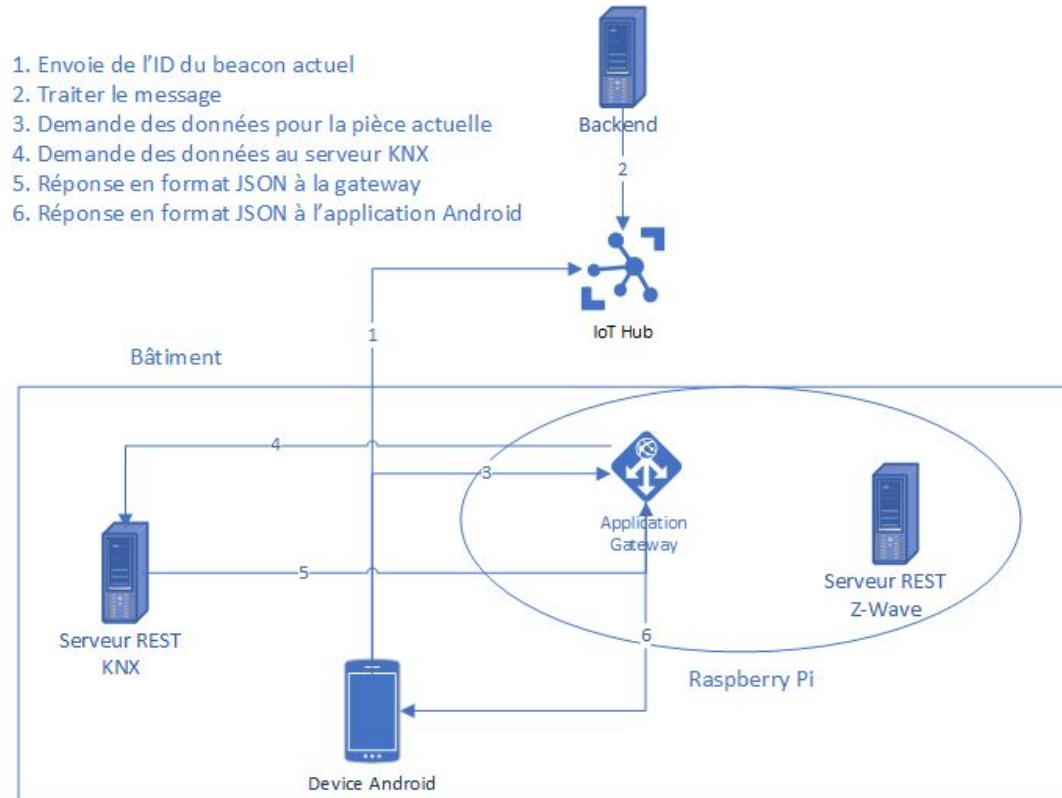 1. Envoie de l'ID du beacon actuel
2. Traiter le message
3. Demande des données pour la pièce actuelle
4. Demande des données au serveur KNX
5. Réponse en format JSON à la gateway
6. Réponse en format JSON à l'application Android
Backend
2
IoT Hub
1
Bâtiment
4
3
Application
Gateway
5
Serveur REST
Z-Wave
Serveur REST
KNX
6
Raspberry Pi
Device Android